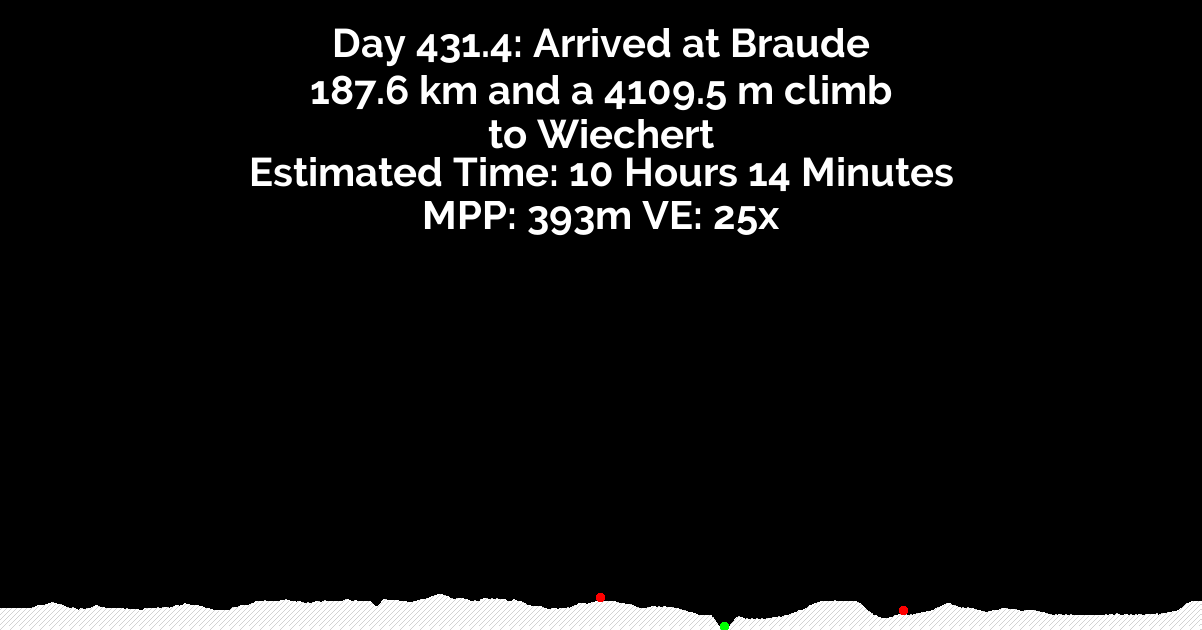 Day 431.4: Arrived at Braude
187.6 km and a 4109.5 m climb
to Wiechert
Estimated Time: 10 Hours 14 Minutes
MPP: 393m VE: 25x